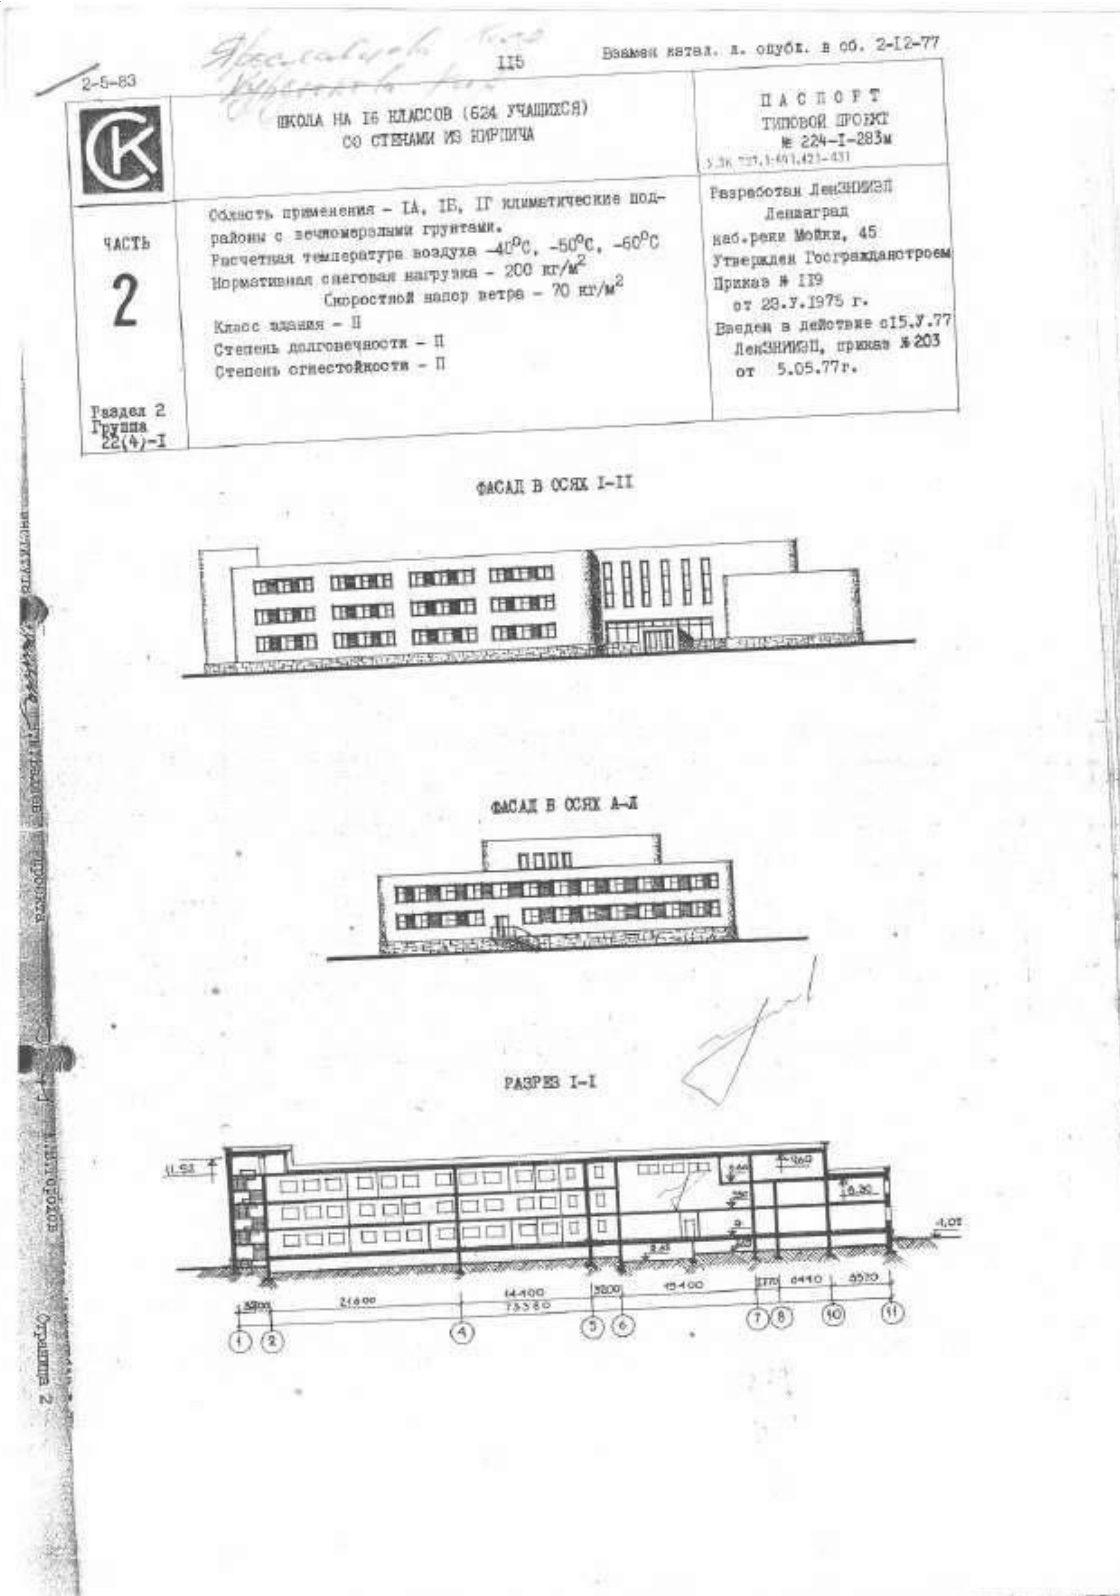 115
Взамен катал. л. опубл. в сб. 2-12-77
2-5-83
СК
ШКОЛА НА 16 КЛАССОВ (624 УЧАЩИХСЯ)
СО СТЕНАМИ ИЗ КИРПИЧА
ПАСПОРТ
ТИПОВОЙ ПРОЕКТ
№ 224-1-283м
ЧАСТЬ
2
Раздел 2
Группа
22(4)-I
Область применения – IА, IБ, IГ климатические под-
районы с вечномерзлыми грунтами.
Расчетная температура воздуха -40°С, -50°С, -60°С
Нормативная снеговая нагрузка – 200 кг/м²
Скоростной напор ветра – 70 кг/м²
Класс здания – II
Степень долговечности – П
Степень огнестойкости – П
Разработан ЛенЗНИИЭП
Ленинград
наб.реки Мойки, 45
Утвержден Госгражданстроем
Приказ № 119
от 23.У.1975 г.
Введен в действие с15.У.77
ЛенЗНИИЭП, приказ №203
от 5.05.77г.
ФАСАД В ОСЯХ I-II
ФАСАД В ОСЯХ А-Л
РАЗРЕЗ I-I
3200 21600 14400 3200 15400 6440 6570
73380
1 2 4 5 6 7 8 10 11
Страница 2